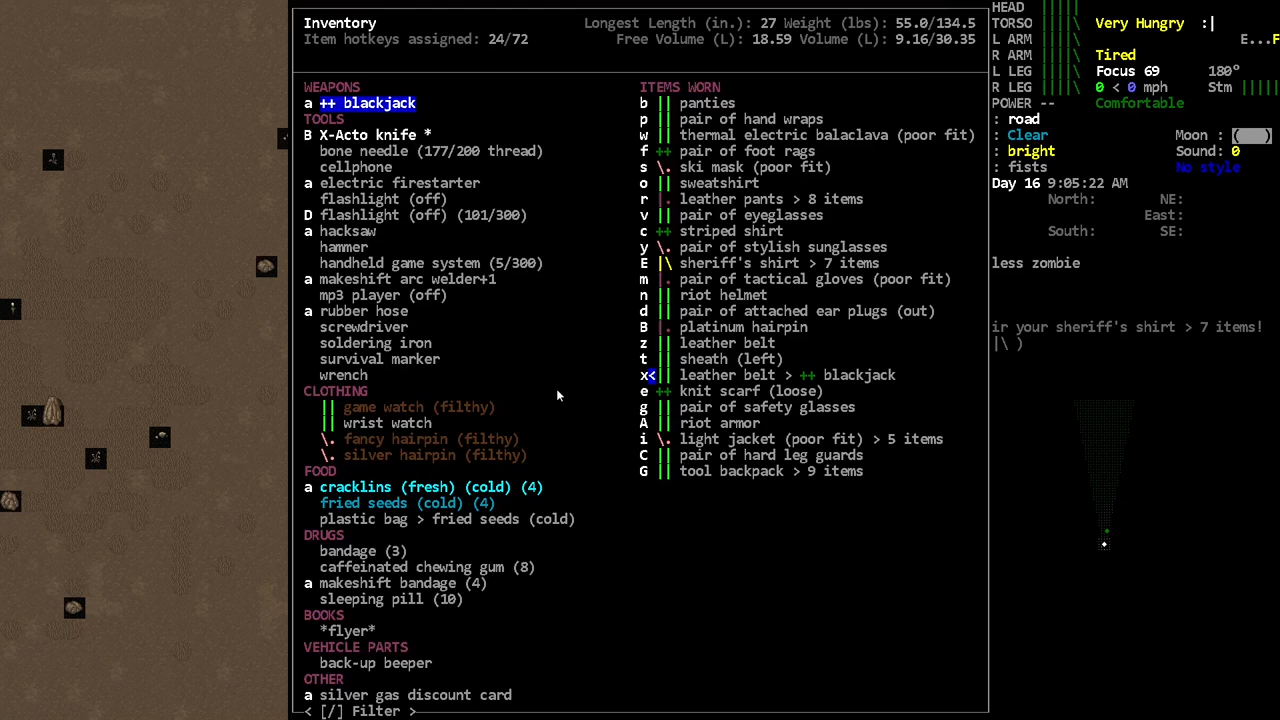 Inventory Longest Length (in.): 27 Weight (lbs): 55.0/134.5
Item hotkeys assigned: 24/72 Free Volume (L): 18.59 Volume (L): 9.16/30.35
WEAPONS
a ++ blackjack
TOOLS
B X-Acto knife *
bone needle (177/200 thread)
cellphone
a electric firestarter
flashlight (off)
D flashlight (off) (101/300)
a hacksaw
hammer
handheld game system (5/300)
a makeshift arc welder+1
mp3 player (off)
a rubber hose
screwdriver
soldering iron
survival marker
wrench
CLOTHING
|| game watch (filthy)
|| wrist watch
\. fancy hairpin (filthy)
\. silver hairpin (filthy)
FOOD
a cracklins (fresh) (cold) (4)
fried seeds (cold) (4)
plastic bag > fried seeds (cold)
DRUGS
bandage (3)
caffeinated chewing gum (8)
a makeshift bandage (4)
sleeping pill (10)
BOOKS
*flyer*
VEHICLE PARTS
back-up beeper
OTHER
a silver gas discount card
< [/] Filter >
ITEMS WORN
b || panties
p || pair of hand wraps
w || thermal electric balaclava (poor fit)
f ++ pair of foot rags
s \. ski mask (poor fit)
o || sweatshirt
r |. leather pants > 8 items
v || pair of eyeglasses
c ++ striped shirt
y \. pair of stylish sunglasses
E |\ sheriff's shirt > 7 items
m |. pair of tactical gloves (poor fit)
n || riot helmet
d || pair of attached ear plugs (out)
B |. platinum hairpin
z || leather belt
t || sheath (left)
x< || leather belt > ++ blackjack
e ++ knit scarf (loose)
g || pair of safety glasses
A || riot armor
i \. light jacket (poor fit) > 5 items
C || pair of hard leg guards
G || tool backpack > 9 items
HEAD |||||
TORSO ||||\ Very Hungry :|
L ARM ||||\ E...F
R ARM ||||\ Tired
L LEG ||||\ Focus 69 180°
R LEG ||||\ 0 < 0 mph Stm |||||
POWER -- Comfortable
: road
: Clear Moon : (   )
: bright Sound: 0
: fists No style
Day 16 9:05:22 AM
North: NE:
East:
South: SE:
less zombie
ir your sheriff's shirt > 7 items!
|\ )